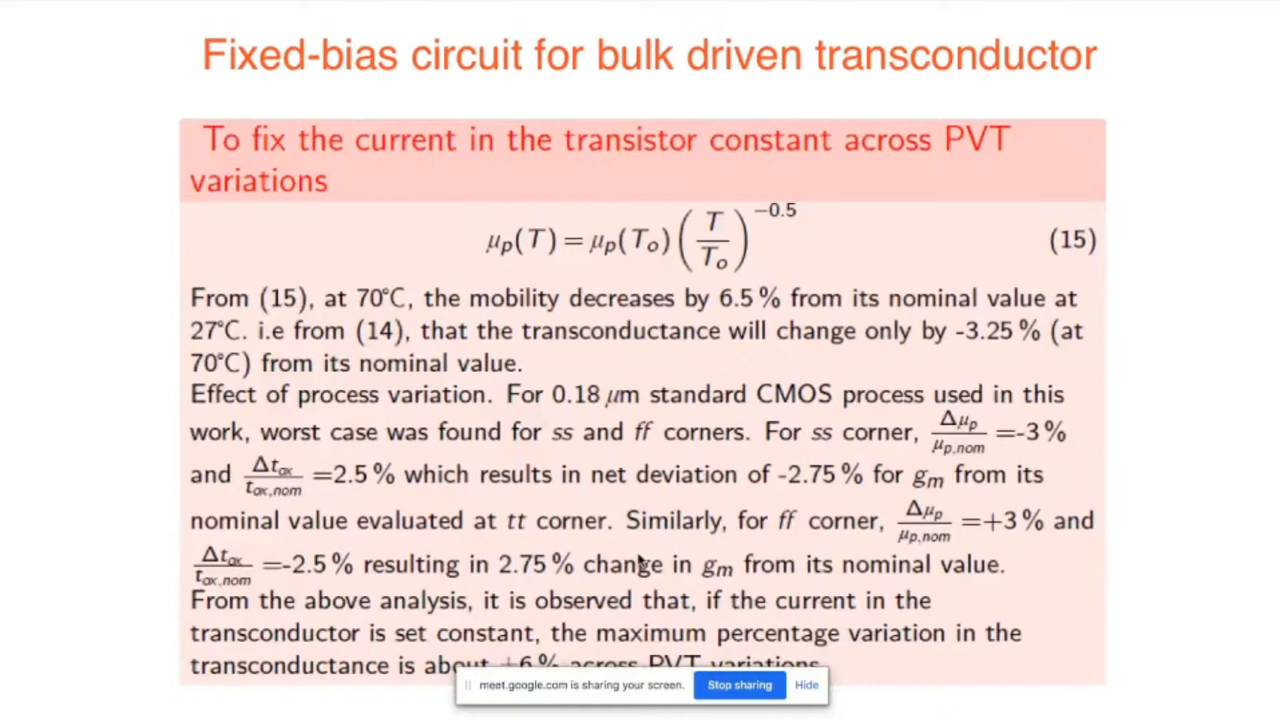 Fixed-bias circuit for bulk driven transconductor
To fix the current in the transistor constant across PVT
variations
μp(T) = μp(To) (T/To)^−0.5 (15)
From (15), at 70°C, the mobility decreases by 6.5 % from its nominal value at
27°C. i.e from (14), that the transconductance will change only by -3.25 % (at
70°C) from its nominal value.
Effect of process variation. For 0.18 μm standard CMOS process used in this
work, worst case was found for ss and ff corners. For ss corner, Δμp/μp,nom =-3 %
and Δtox/tox,nom =2.5 % which results in net deviation of -2.75 % for gm from its
nominal value evaluated at tt corner. Similarly, for ff corner, Δμp/μp,nom =+3 % and
Δtox/tox,nom =-2.5 % resulting in 2.75 % change in gm from its nominal value.
From the above analysis, it is observed that, if the current in the
transconductor is set constant, the maximum percentage variation in the
transconductance is about 6 % across PVT variations.
meet.google.com is sharing your screen. Stop sharing Hide